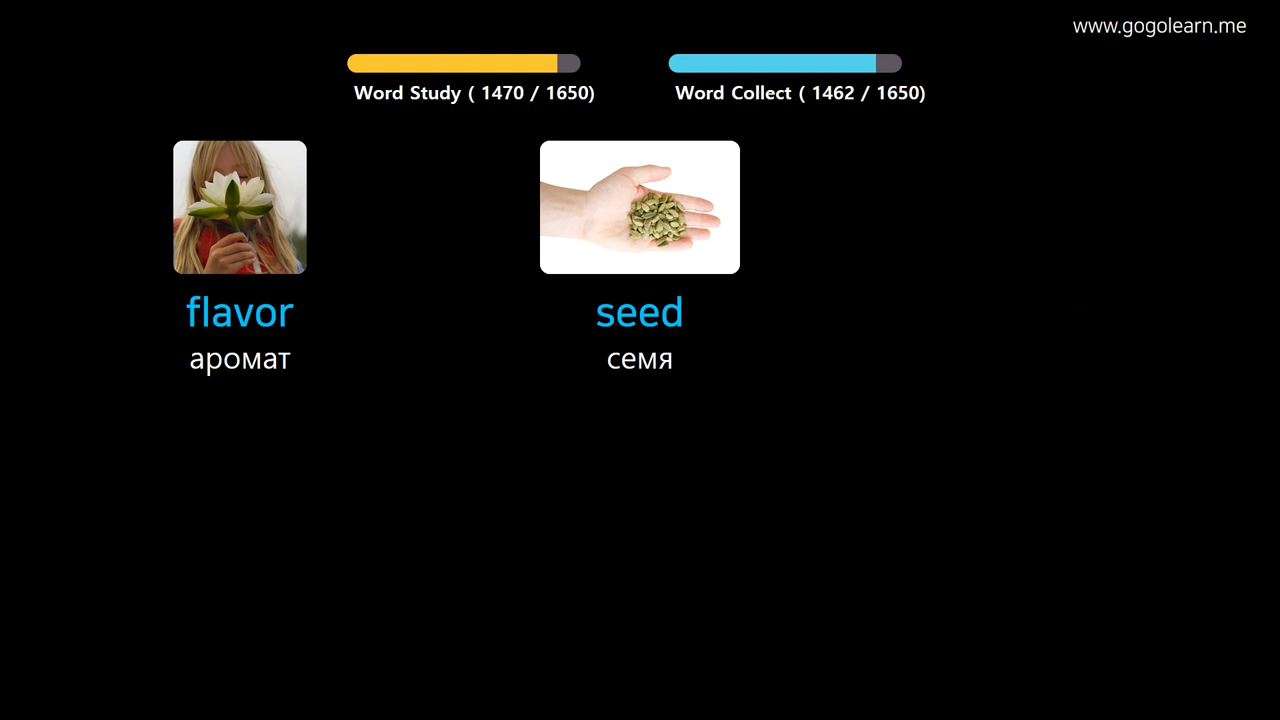 www.gogolearn.me
Word Study ( 1470 / 1650)
Word Collect ( 1462 / 1650)
flavor
аромат
seed
семя